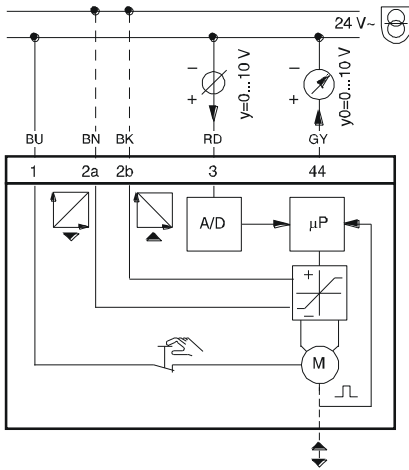 24 V~
−
+
y=0...10 V
−
+
y0=0...10 V
BU BN BK RD GY
1 2a 2b 3 44
A/D
µP
+
−
M